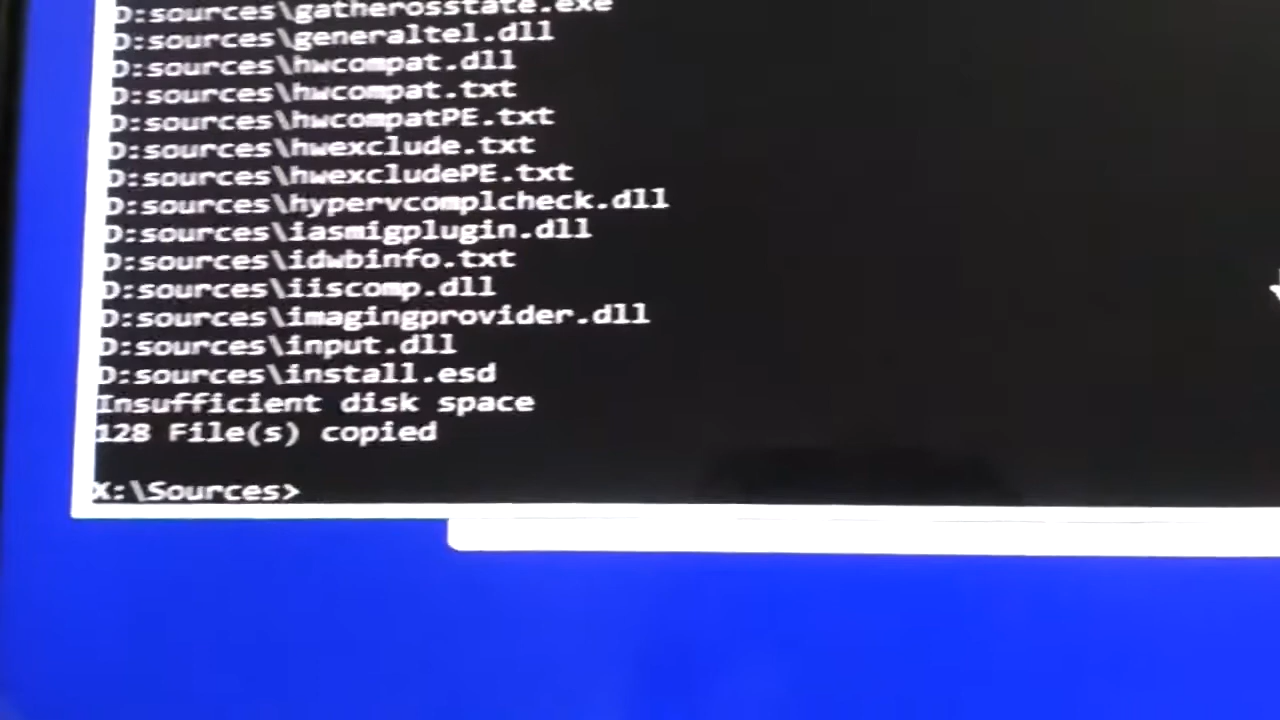 D:sources\gatherosstate.exe
D:sources\generaltel.dll
D:sources\hwcompat.dll
D:sources\hwcompat.txt
D:sources\hwcompatPE.txt
D:sources\hwexclude.txt
D:sources\hwexcludePE.txt
D:sources\hypervcomplcheck.dll
D:sources\iasmigplugin.dll
D:sources\idwbinfo.txt
D:sources\iiscomp.dll
D:sources\imagingprovider.dll
D:sources\input.dll
D:sources\install.esd
Insufficient disk space
128 File(s) copied
X:\Sources>